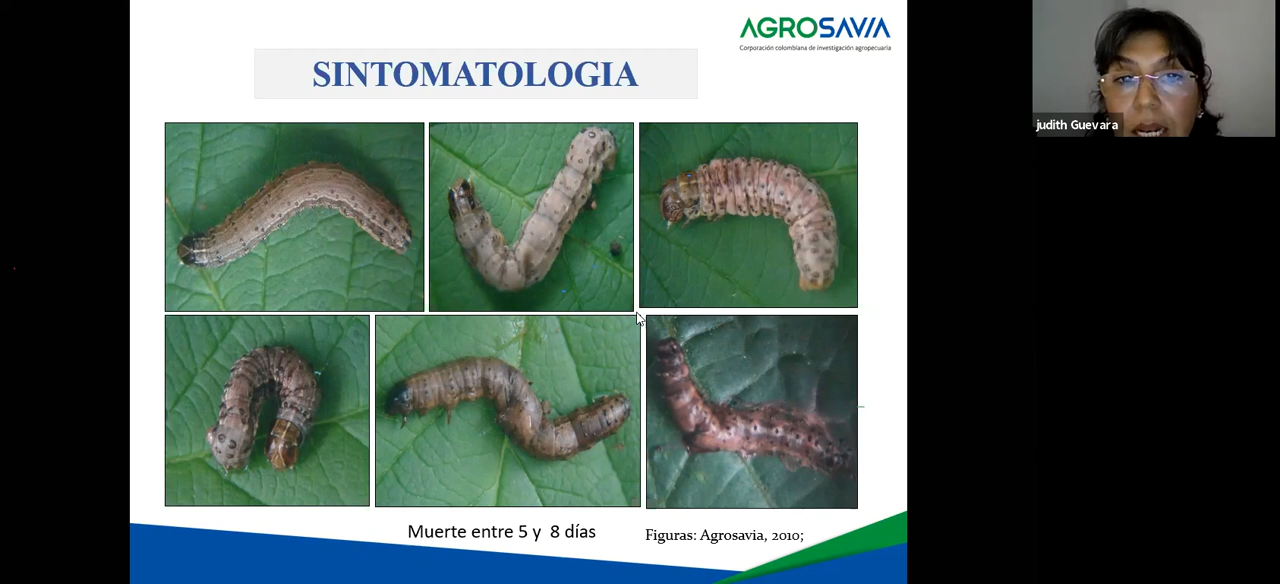 AGROSAVIA
Corporación colombiana de investigación agropecuaria
SINTOMATOLOGIA
judith Guevara
Muerte entre 5 y 8 días
Figuras: Agrosavia, 2010;